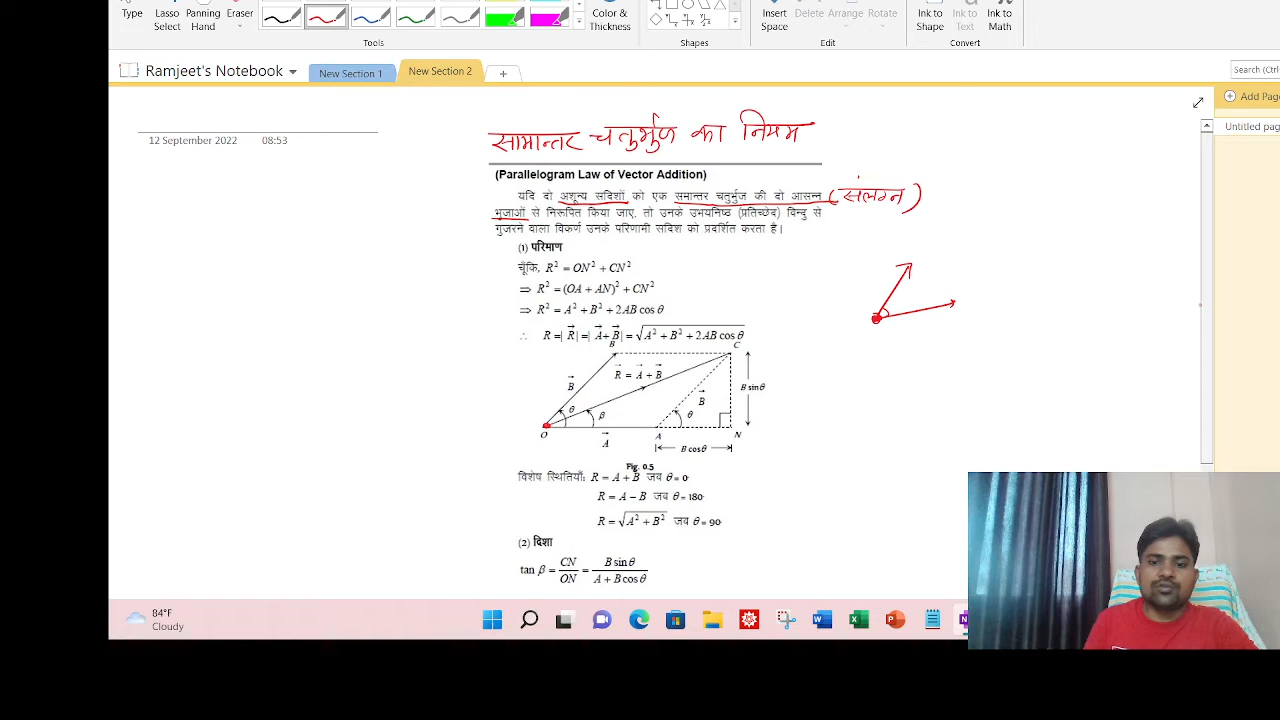 Type Lasso Select Panning Hand Eraser Color & Thickness Insert Space Delete Arrange Rotate Ink to Shape Ink to Text Ink to Math
Tools Shapes Edit Convert
Ramjeet's Notebook New Section 1 New Section 2 + Search (Ctrl
Add Page
Untitled page
12 September 2022 08:53
सामान्तर चतुर्भुज का नियम
(Parallelogram Law of Vector Addition)
यदि दो अशून्य सदिशों को एक समान्तर चतुर्भुज की दो आसन्न (संलग्न)
भुजाओं से निरूपित किया जाए, तो उनके उभयनिष्ठ (प्रतिच्छेद) विन्दु से
गुजरने वाला विकर्ण उनके परिणामी सदिश को प्रदर्शित करता है।
(1) परिमाण
चूँकि, R² = ON² + CN²
⇒ R² = (OA + AN)² + CN²
⇒ R² = A² + B² + 2AB cos θ
∴ R = |R⃗| = |A⃗ + B⃗| = √(A² + B² + 2AB cos θ)
B C
R⃗ = A⃗ + B⃗
B⃗ B⃗ B sin θ
θ β θ
O A⃗ A N
B cos θ
Fig. 0.5
विशेष स्थितियाँ: R = A + B जव θ = 0°
R = A − B जव θ = 180°
R = √(A² + B²) जव θ = 90°
(2) दिशा
tan β = CN/ON = B sin θ/(A + B cos θ)
84°F
Cloudy